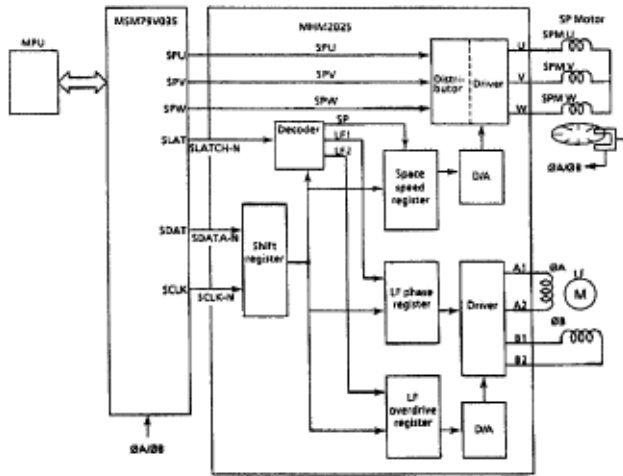 MSM79V035
MHM2025
SP Motor
MPU
SPU
SPU
U
SPM U
SPV
SPV
Distributor
Driver
V
SPM V
SPW
SPW
W
SPM W
SLAT
SLATCH-N
Decoder
SP
LF1
LF2
ØA/ØB
Space
speed
register
D/A
SDAT
SDATA-N
Shift
register
SCLK
SCLK-N
LF phase
register
Driver
A1
ØA
LF
M
A2
ØB
B1
B2
LF
overdrive
register
D/A
ØA/ØB